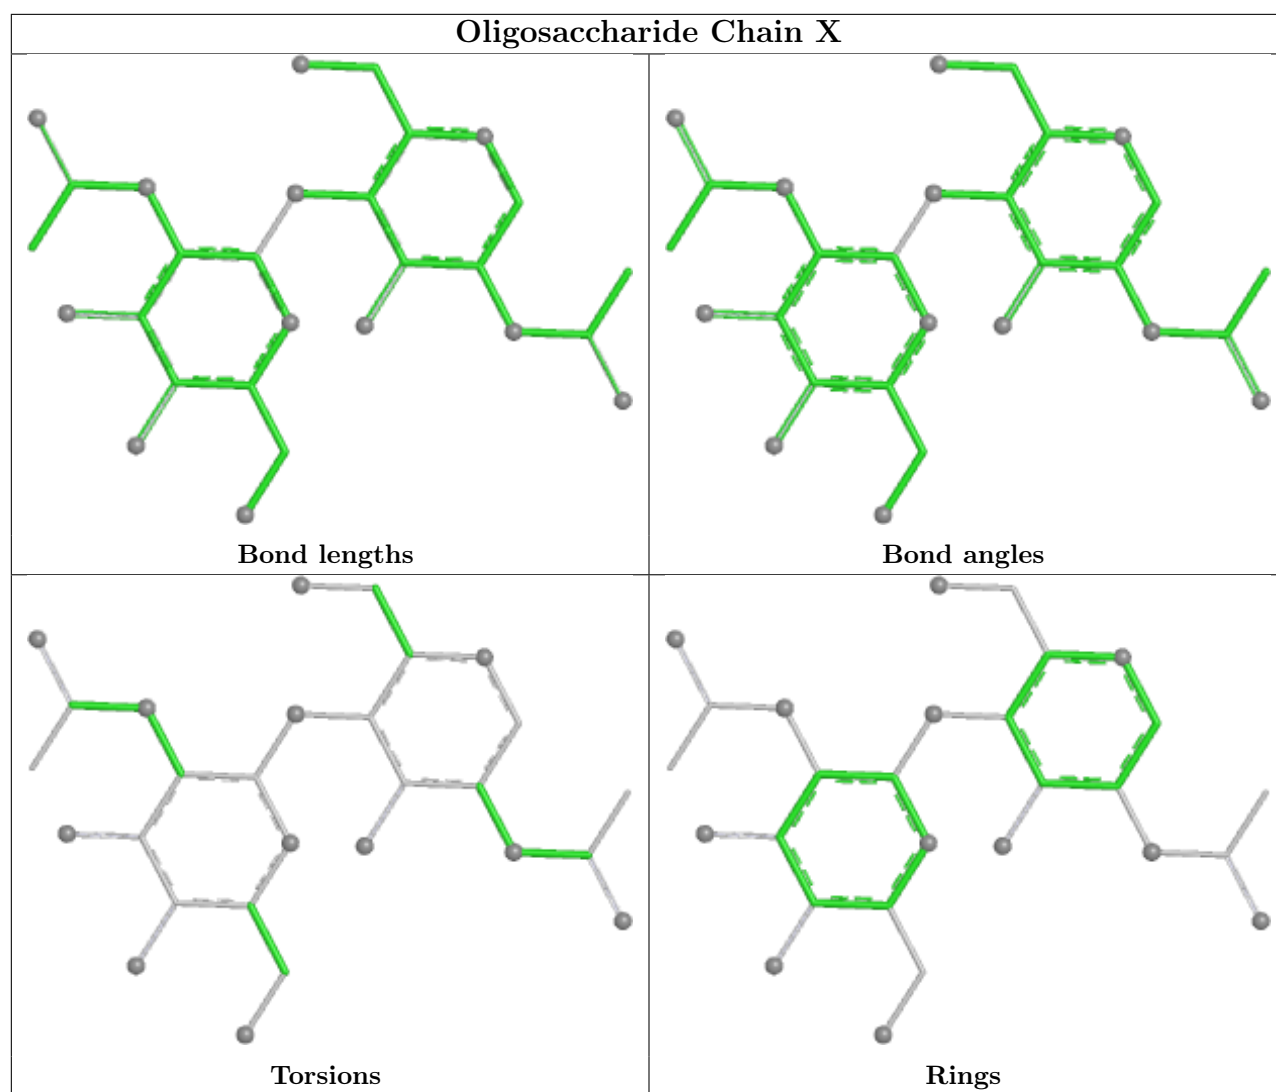 Oligosaccharide Chain X
Bond lengths
Bond angles
Torsions
Rings